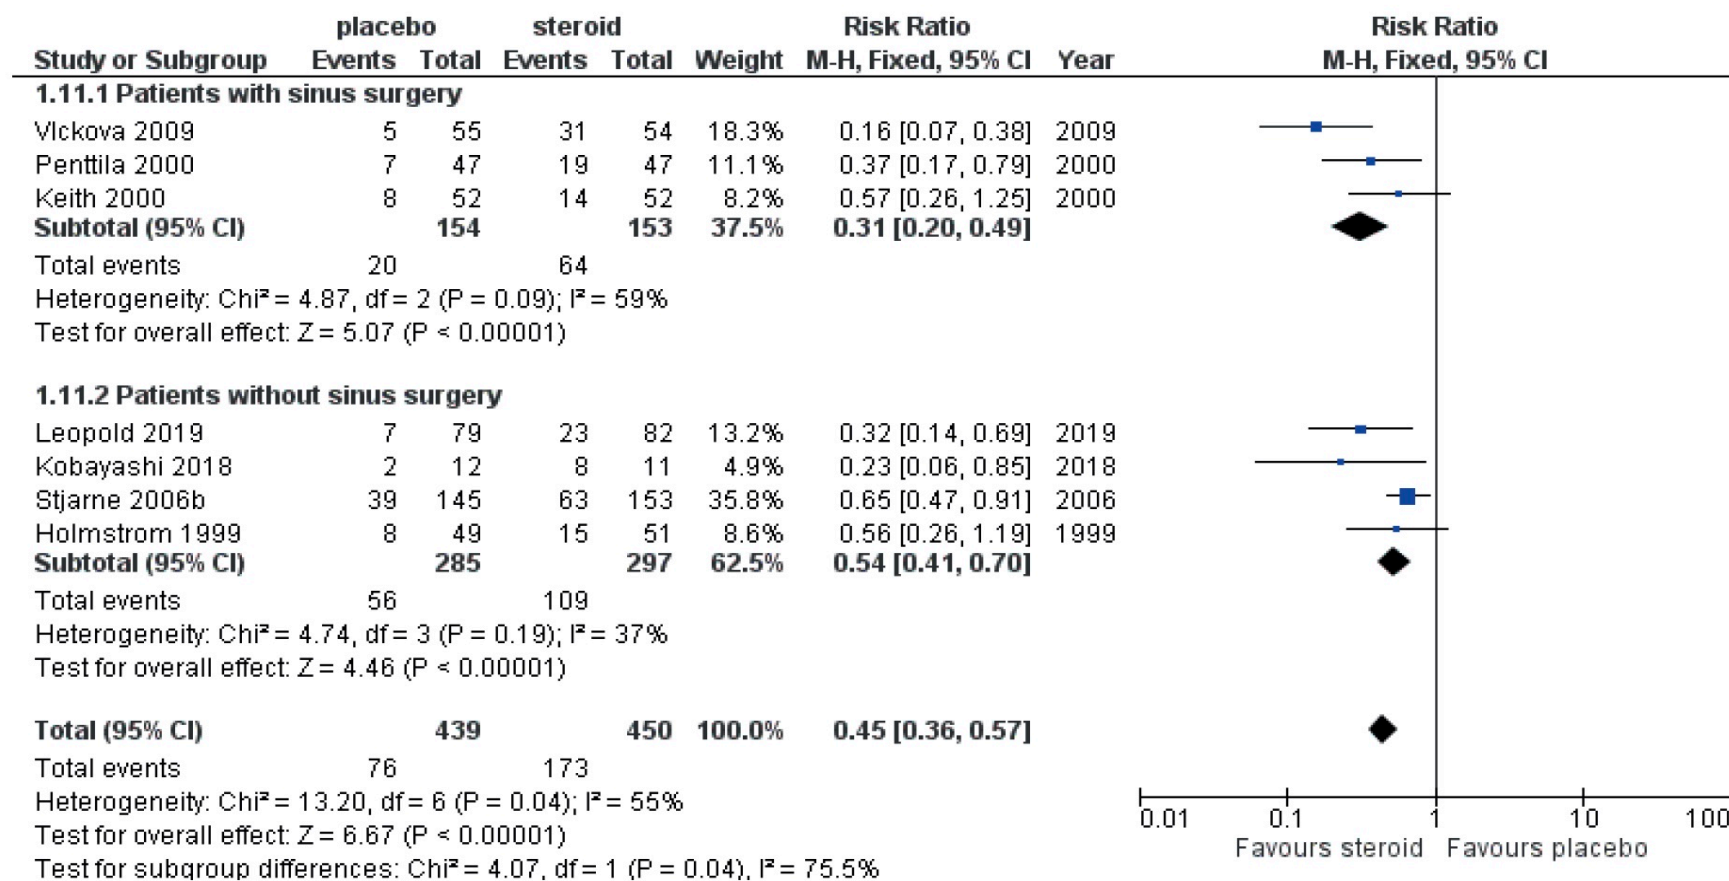 placebo steroid Risk Ratio Risk Ratio
Study or Subgroup Events Total Events Total Weight M-H, Fixed, 95% CI Year M-H, Fixed, 95% CI
1.11.1 Patients with sinus surgery
Vlckova 2009 5 55 31 54 18.3% 0.16 [0.07, 0.38] 2009
Penttila 2000 7 47 19 47 11.1% 0.37 [0.17, 0.79] 2000
Keith 2000 8 52 14 52 8.2% 0.57 [0.26, 1.25] 2000
Subtotal (95% CI) 154 153 37.5% 0.31 [0.20, 0.49]
Total events 20 64
Heterogeneity: Chi² = 4.87, df = 2 (P = 0.09); I² = 59%
Test for overall effect: Z = 5.07 (P < 0.00001)
1.11.2 Patients without sinus surgery
Leopold 2019 7 79 23 82 13.2% 0.32 [0.14, 0.69] 2019
Kobayashi 2018 2 12 8 11 4.9% 0.23 [0.06, 0.85] 2018
Stjarne 2006b 39 145 63 153 35.8% 0.65 [0.47, 0.91] 2006
Holmstrom 1999 8 49 15 51 8.6% 0.56 [0.26, 1.19] 1999
Subtotal (95% CI) 285 297 62.5% 0.54 [0.41, 0.70]
Total events 56 109
Heterogeneity: Chi² = 4.74, df = 3 (P = 0.19); I² = 37%
Test for overall effect: Z = 4.46 (P < 0.00001)
Total (95% CI) 439 450 100.0% 0.45 [0.36, 0.57]
Total events 76 173
Heterogeneity: Chi² = 13.20, df = 6 (P = 0.04); I² = 55%
Test for overall effect: Z = 6.67 (P < 0.00001)
Test for subgroup differences: Chi² = 4.07, df = 1 (P = 0.04), I² = 75.5%
0.01 0.1 1 10 100
Favours steroid Favours placebo